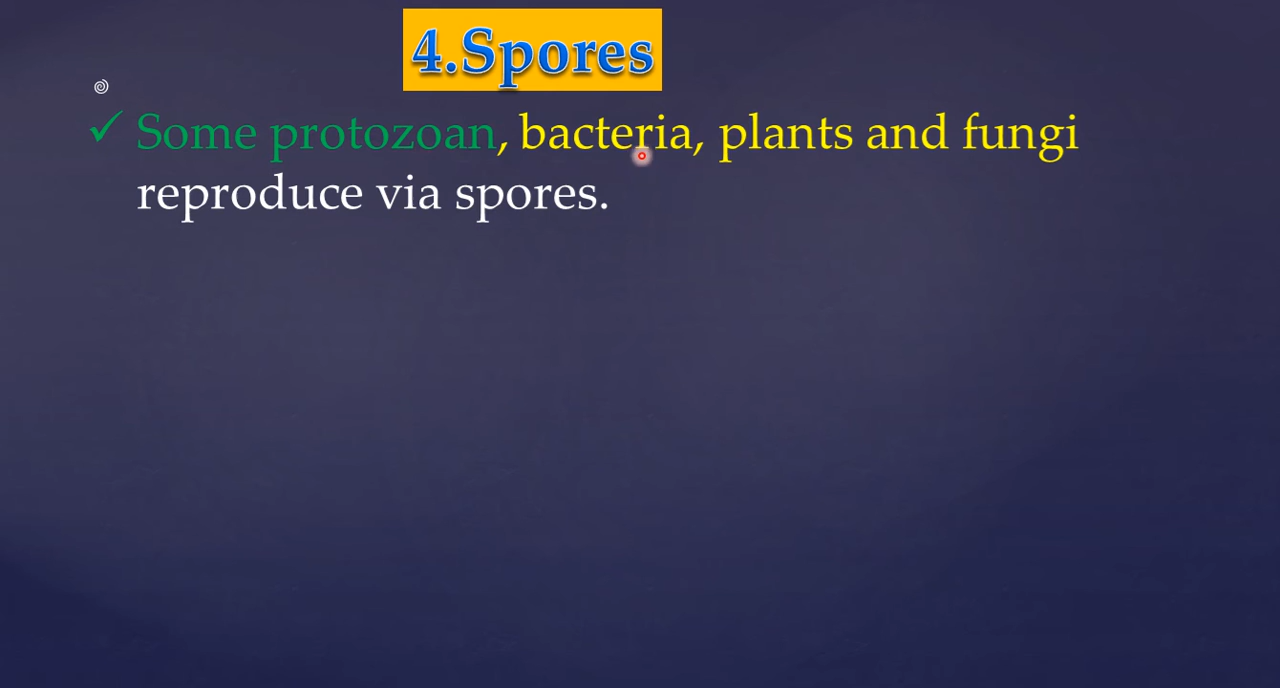 4.Spores
✓ Some protozoan, bacteria, plants and fungi
reproduce via spores.